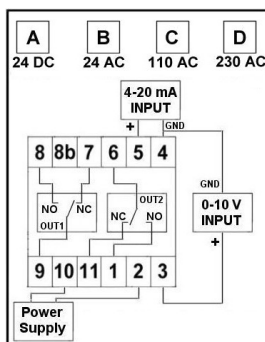 A B C D
24 DC 24 AC 110 AC 230 AC
4-20 mA
INPUT
+ GND
8 8b 7 6 5 4
GND
NO NC OUT2
OUT1 NC NO
0-10 V
INPUT
+
9 10 11 1 2 3
Power
Supply